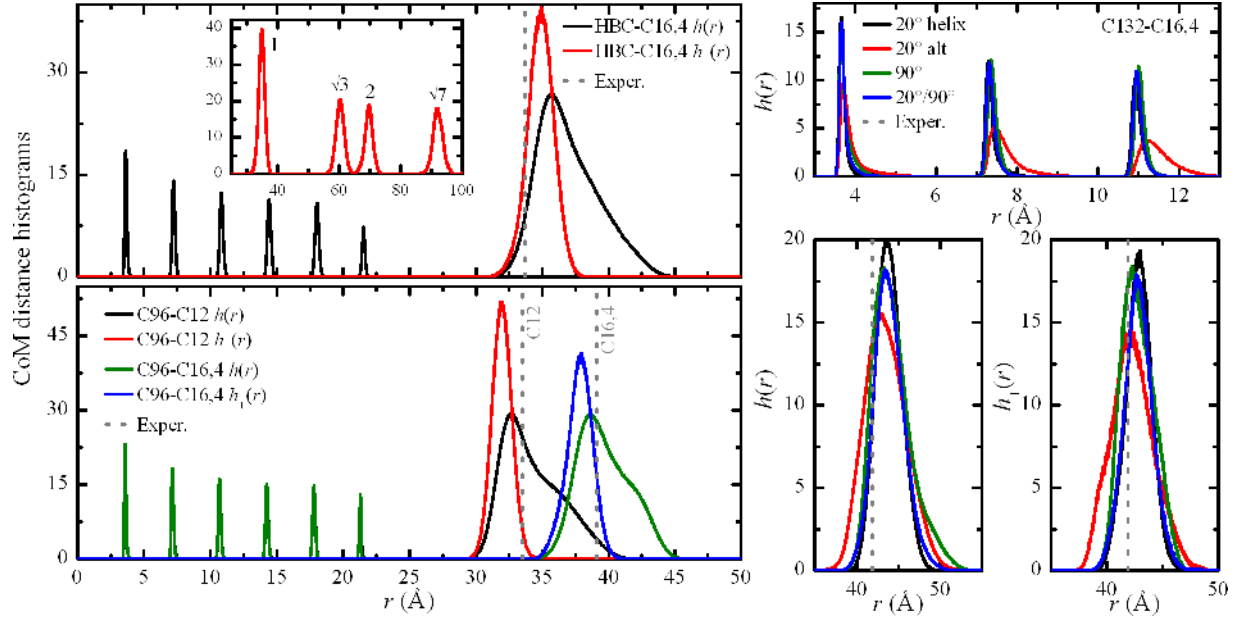 CoM distance histograms
45
30
15
0
40
30
20
10
0
1
√3
2
√7
40
60
80
100
HBC-C16,4 h(r)
HBC-C16,4 h (r)
Exper.
45
30
15
0
C96-C12 h(r)
C96-C12 h (r)
C96-C16,4 h(r)
C96-C16,4 h1(r)
Exper.
C12
C16,4
0 5 10 15 20 25 30 35 40 45 50
r (Å)
h(r)
15
10
5
0
20° helix
20° alt
90°
20°/90°
Exper.
C132-C16,4
4 6 8 10 12
r (Å)
h(r)
20
15
10
5
0
40 50
r (Å)
h1(r)
20
15
10
5
0
40 50
r (Å)